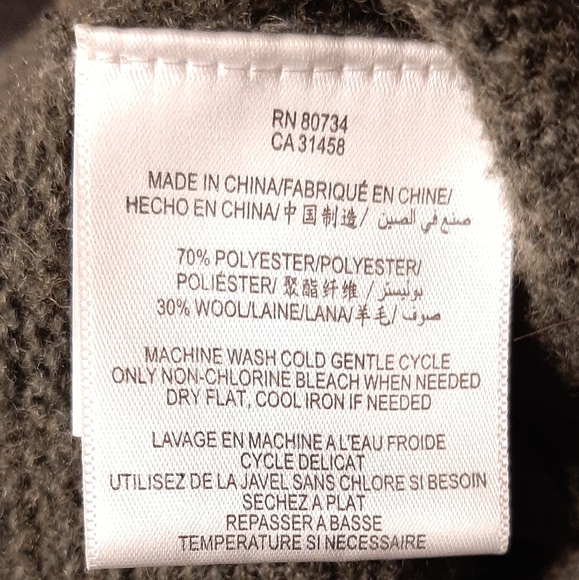 RN 80734
CA 31458
MADE IN CHINA/FABRIQUÉ EN CHINE/
HECHO EN CHINA/中国制造/ صنع في الصين
70% POLYESTER/POLYESTER/
POLIÉSTER/ 聚酯纤维 / بوليستر/
30% WOOL/LAINE/LANA/羊毛/ صوف/
MACHINE WASH COLD GENTLE CYCLE
ONLY NON-CHLORINE BLEACH WHEN NEEDED
DRY FLAT, COOL IRON IF NEEDED
LAVAGE EN MACHINE A L'EAU FROIDE
CYCLE DELICAT
UTILISEZ DE LA JAVEL SANS CHLORE SI BESOIN
SECHEZ A PLAT
REPASSER A BASSE
TEMPERATURE SI NECESSAIRE